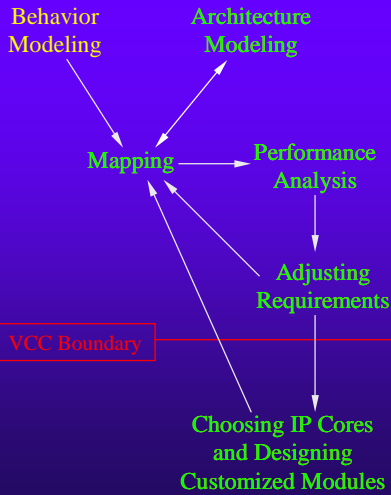 Behavior
Modeling
Architecture
Modeling
Mapping
Performance
Analysis
Adjusting
Requirements
VCC Boundary
Choosing IP Cores
and Designing
Customized Modules